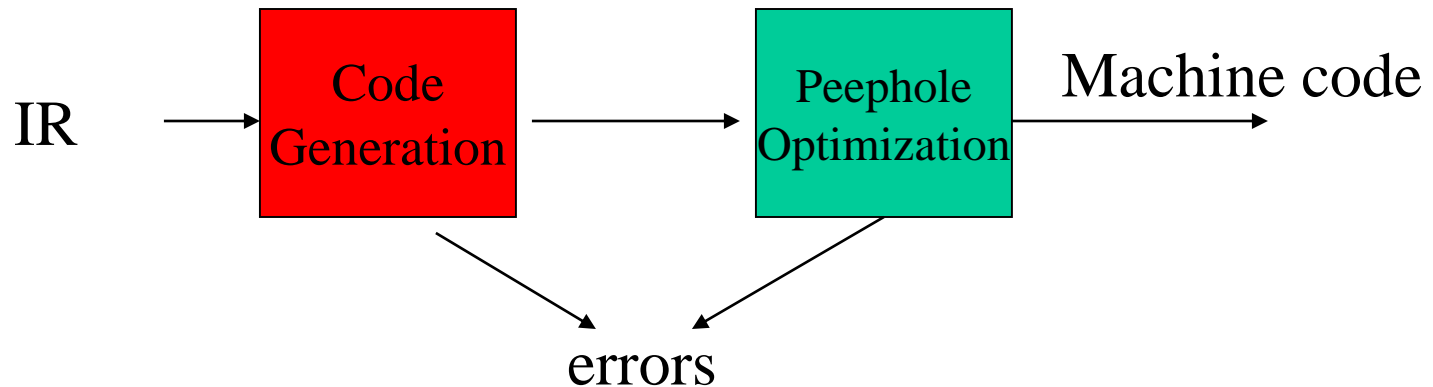 IR
Code
Generation
Peephole
Optimization
Machine code
errors